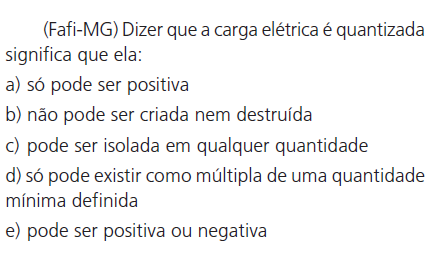 (Fafi-MG) Dizer que a carga elétrica é quantizada
significa que ela:
a) só pode ser positiva
b) não pode ser criada nem destruída
c) pode ser isolada em qualquer quantidade
d) só pode existir como múltipla de uma quantidade
mínima definida
e) pode ser positiva ou negativa